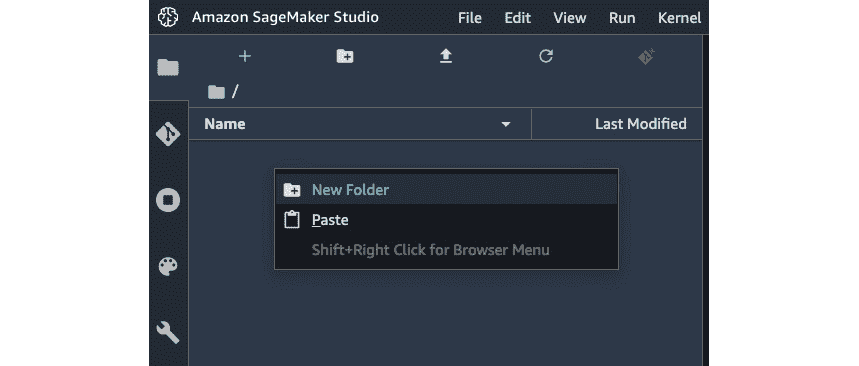 Amazon SageMaker Studio File Edit View Run Kernel
/
Name Last Modified
New Folder
Paste
Shift+Right Click for Browser Menu